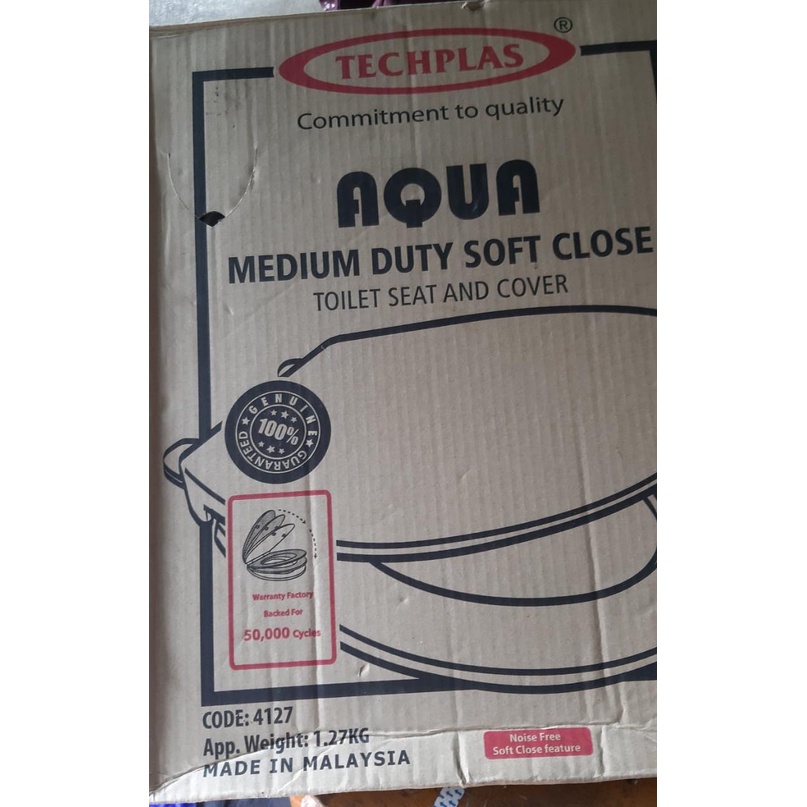 TECHPLAS®
Commitment to quality
AQUA
MEDIUM DUTY SOFT CLOSE
TOILET SEAT AND COVER
GENUINE
100%
GUARANTEED
Warranty Factory
Backed For
50,000 Cycles
CODE: 4127
App. Weight: 1.27KG
MADE IN MALAYSIA
Noise Free
Soft Close feature